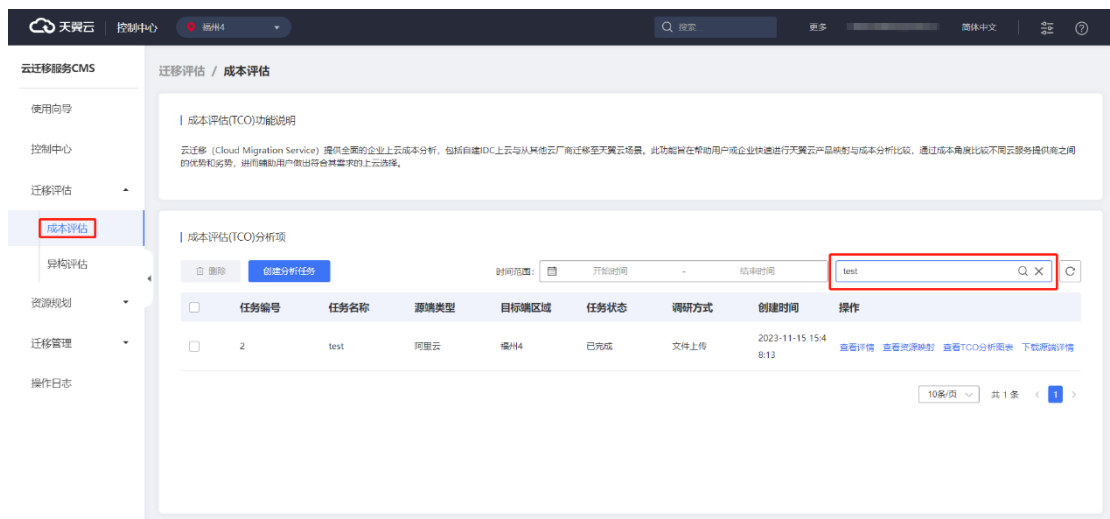 天翼云 控制中心 福州4 搜索... 更多 简体中文
云迁移服务CMS
使用向导
控制中心
迁移评估
成本评估
异构评估
资源规划
迁移管理
操作日志
迁移评估 / 成本评估
成本评估(TCO)功能说明
云迁移（Cloud Migration Service）提供全面的企业上云成本分析，包括自建IDC上云与从其他云厂商迁移至天翼云场景。此功能旨在帮助用户或企业快速进行天翼云产品映射与成本分析比较，通过成本角度比较不同云服务提供商之间
的优势和劣势，进而辅助用户做出符合其需求的上云选择。
成本评估(TCO)分析项
删除 创建分析任务 时间范围： 开始时间 - 结束时间 test
任务编号 任务名称 源端类型 目标端区域 任务状态 调研方式 创建时间 操作
2 test 阿里云 福州4 已完成 文件上传 2023-11-15 15:4
8:13 查看详情 查看资源映射 查看TCO分析图表 下载源端详情
10条/页 共 1 条 1